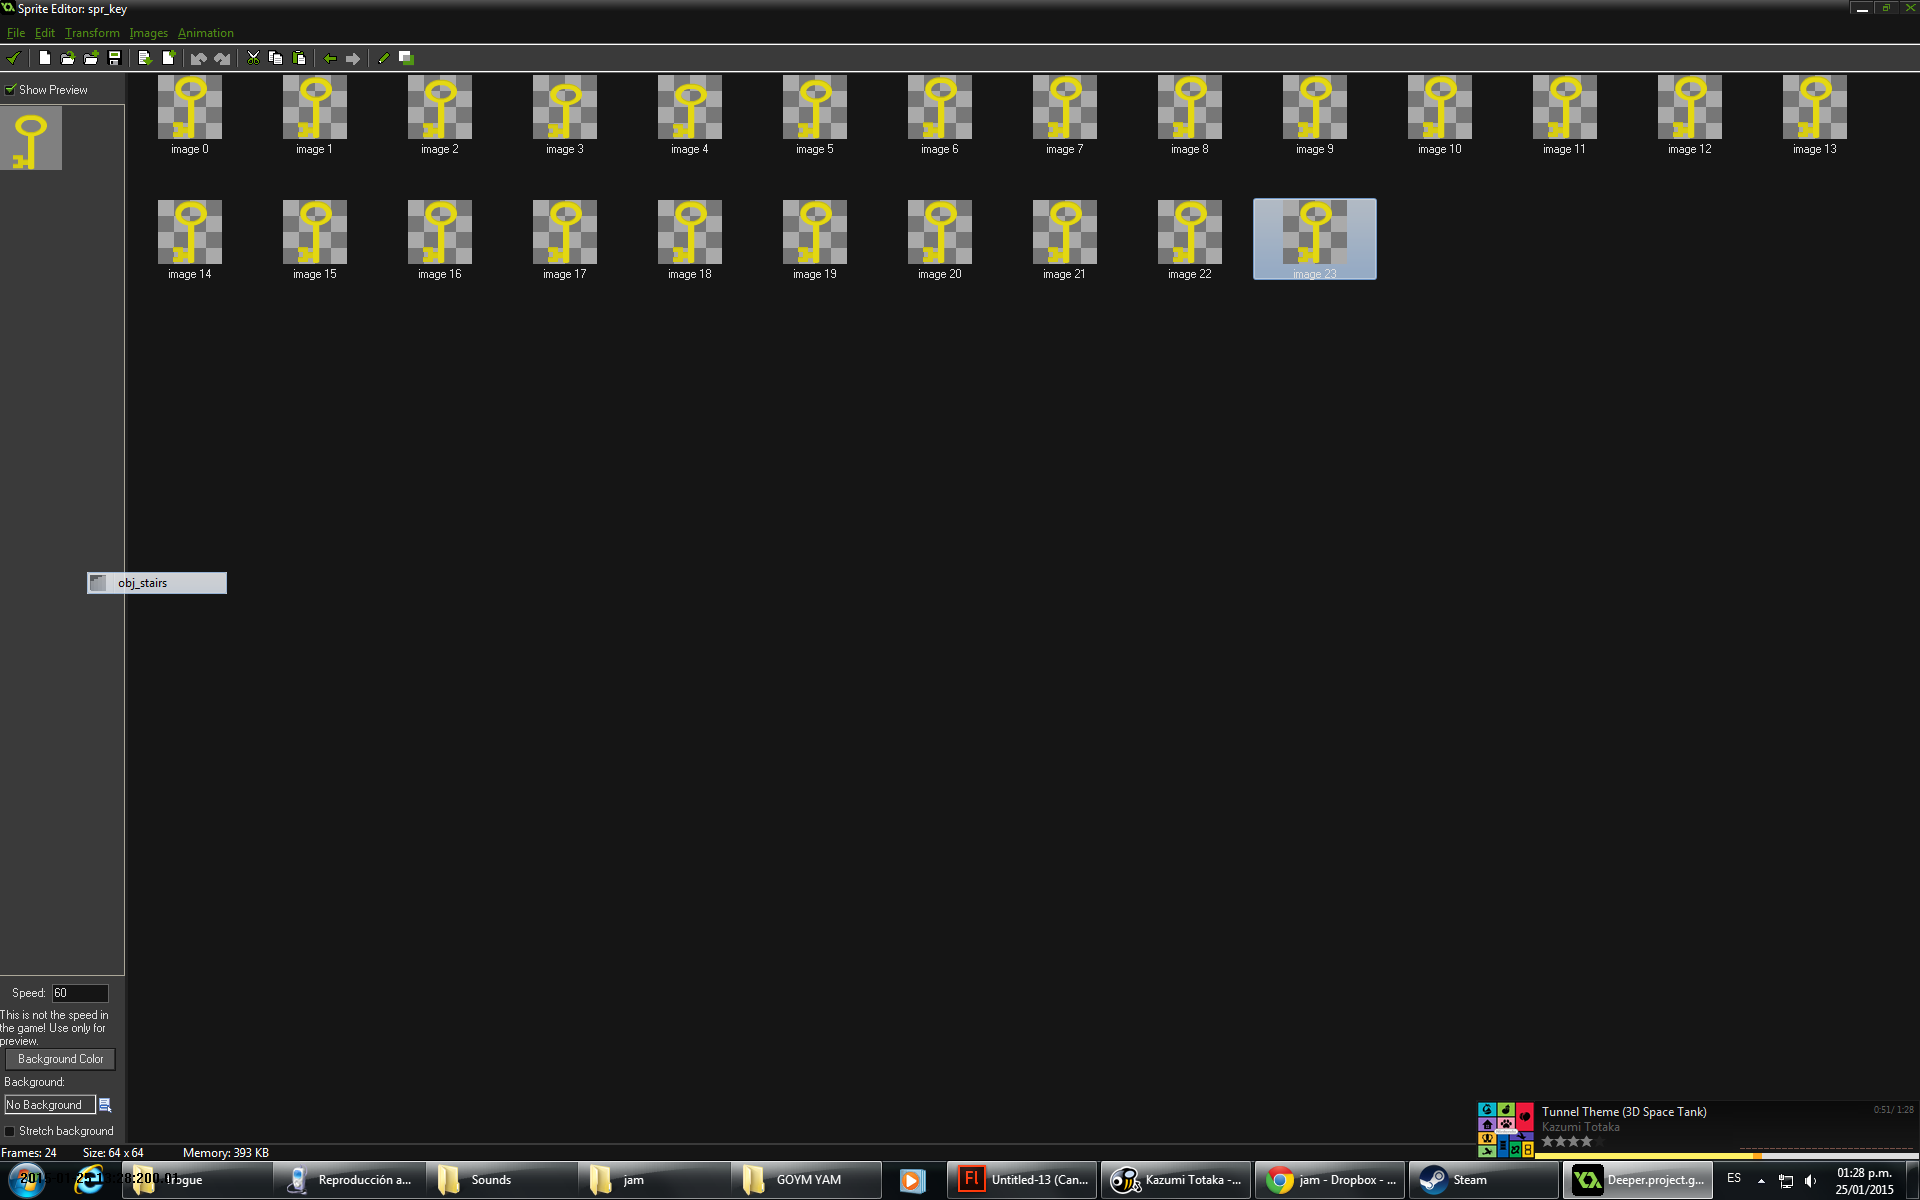 Sprite Editor: spr_key
File Edit Transform Images Animation
Show Preview
image 0 image 1 image 2 image 3 image 4 image 5 image 6 image 7 image 8 image 9 image 10 image 11 image 12 image 13
image 14 image 15 image 16 image 17 image 18 image 19 image 20 image 21 image 22 image 23
obj_stairs
Speed: 60
This is not the speed in
the game! Use only for
preview.
Background Color
Background:
No Background
Stretch background
Tunnel Theme (3D Space Tank) 0:51/ 1:28
Kazumi Totaka
Frames: 24 Size: 64 x 64 Memory: 393 KB
Reproducción a... Sounds jam GOYM YAM Fl Untitled-13 (Can... Kazumi Totaka -... jam - Dropbox - ... Steam Deeper.project.g... ES 01:28 p.m.
25/01/2015